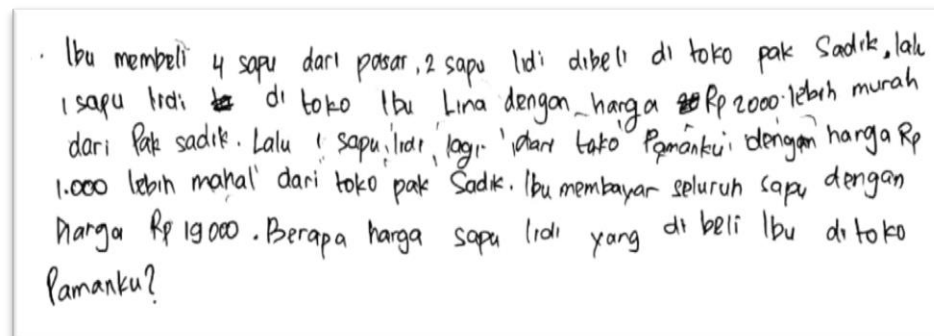 Ibu membeli 4 sapu dari pasar, 2 sapu lidi dibeli di toko pak Sadik, lalu
1 sapu lidi di toko Ibu Lina dengan harga Rp 2000 lebih murah
dari Pak sadik. Lalu 1 sapu lidi lagi dari toko Pamanku dengan harga Rp
1.000 lebih mahal dari toko pak Sadik. Ibu membayar seluruh sapu dengan
harga Rp 19000. Berapa harga sapu lidi yang di beli Ibu di toko
Pamanku?